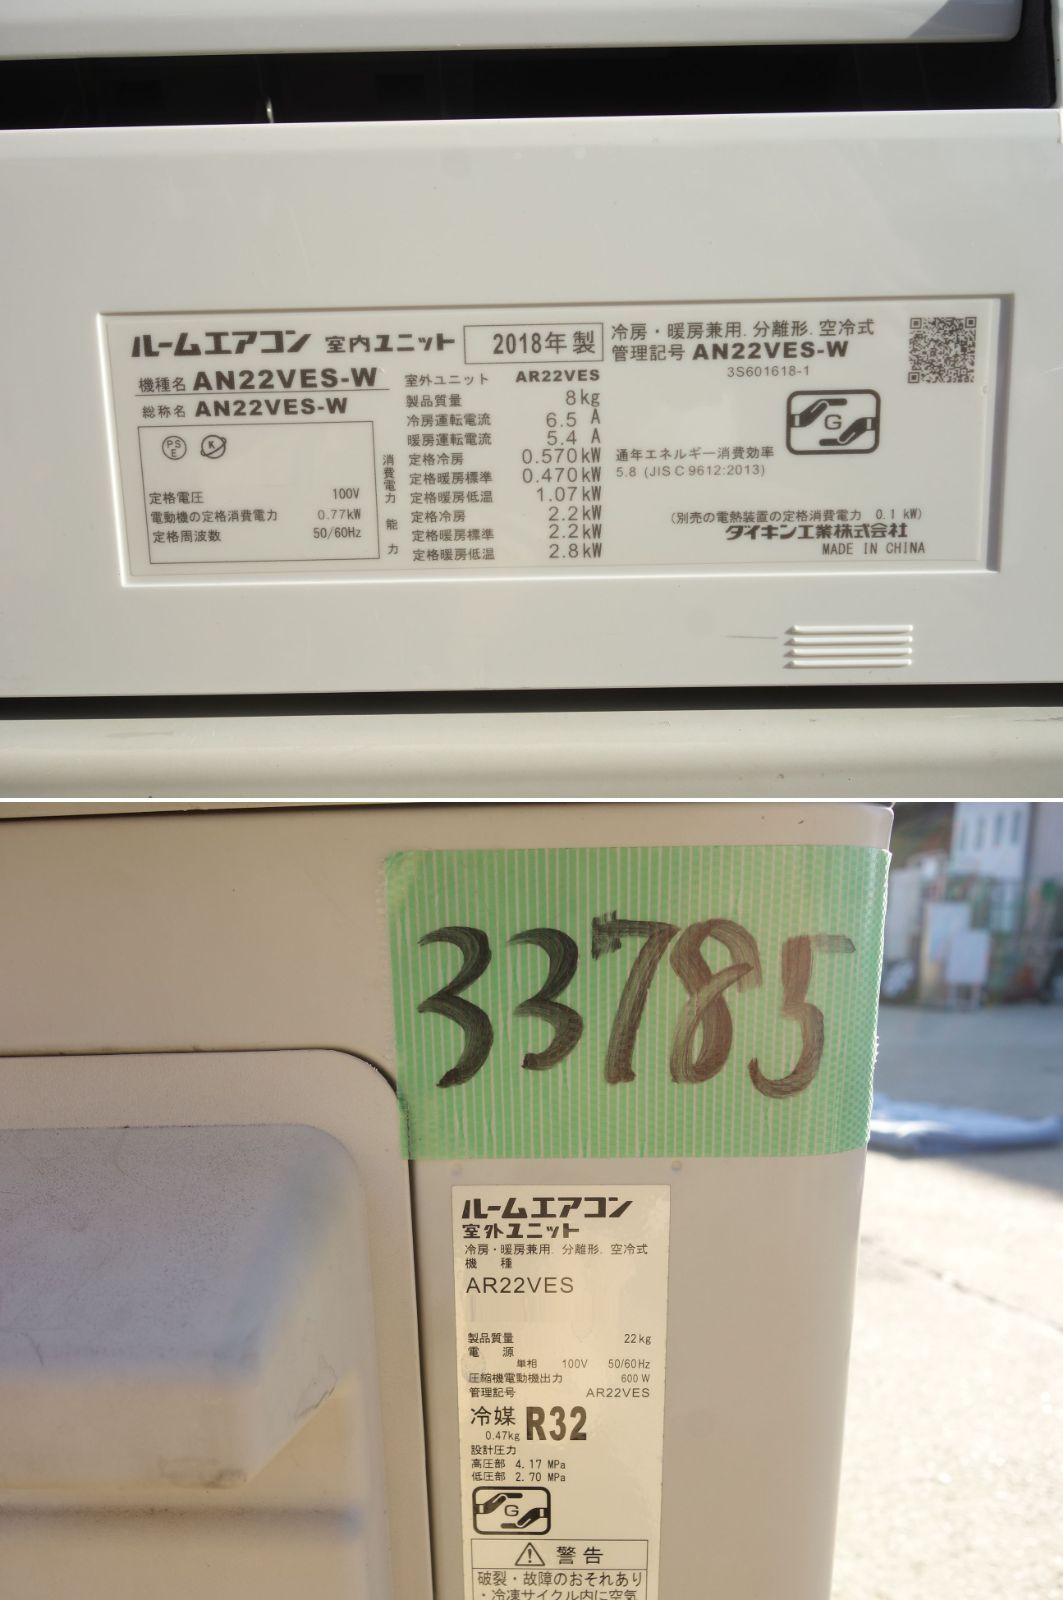 ルームエアコン 室内ユニット 2018年 製
機種名 AN22VES-W
総称名 AN22VES-W
PS
E
K
定格電圧 100V
電動機の定格消費電力 0.77kW
定格周波数 50/60Hz
室外ユニット AR22VES
製品質量 8kg
冷房運転電流 6.5 A
暖房運転電流 5.4 A
消費電力
定格冷房 0.570kW
定格暖房標準 0.470kW
定格暖房低温 1.07kW
能力
定格冷房 2.2kW
定格暖房標準 2.2kW
定格暖房低温 2.8kW
冷房・暖房兼用.分離形.空冷式
管理記号 AN22VES-W
3S601618-1
G
通年エネルギー消費効率
5.8 (JIS C 9612:2013)
(別売の電熱装置の定格消費電力 0.1 kW)
ダイキン工業株式会社
MADE IN CHINA
33785
ルームエアコン
室外ユニット
冷房・暖房兼用.分離形.空冷式
機 種
AR22VES
製品質量 22kg
電 源
単相 100V 50/60Hz
圧縮機電動機出力 600 W
管理記号 AR22VES
冷媒 R32
0.47kg
設計圧力
高圧部 4.17 MPa
低圧部 2.70 MPa
G
警告
破裂・故障のおそれあり
・冷凍サイクル内に空気